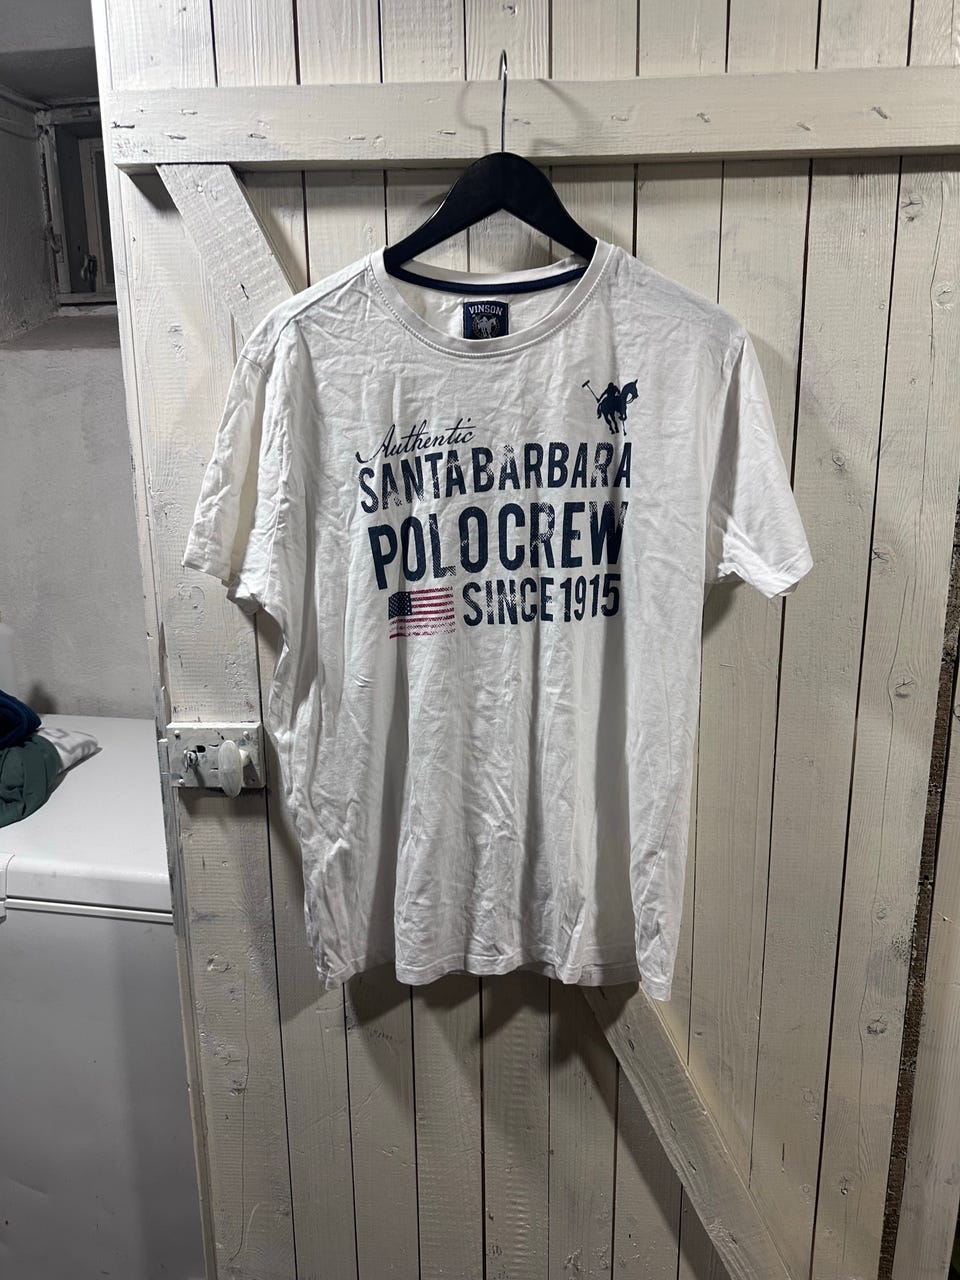 VINSON
Authentic
SANTA BARBARA
POLO CREW
SINCE 1915